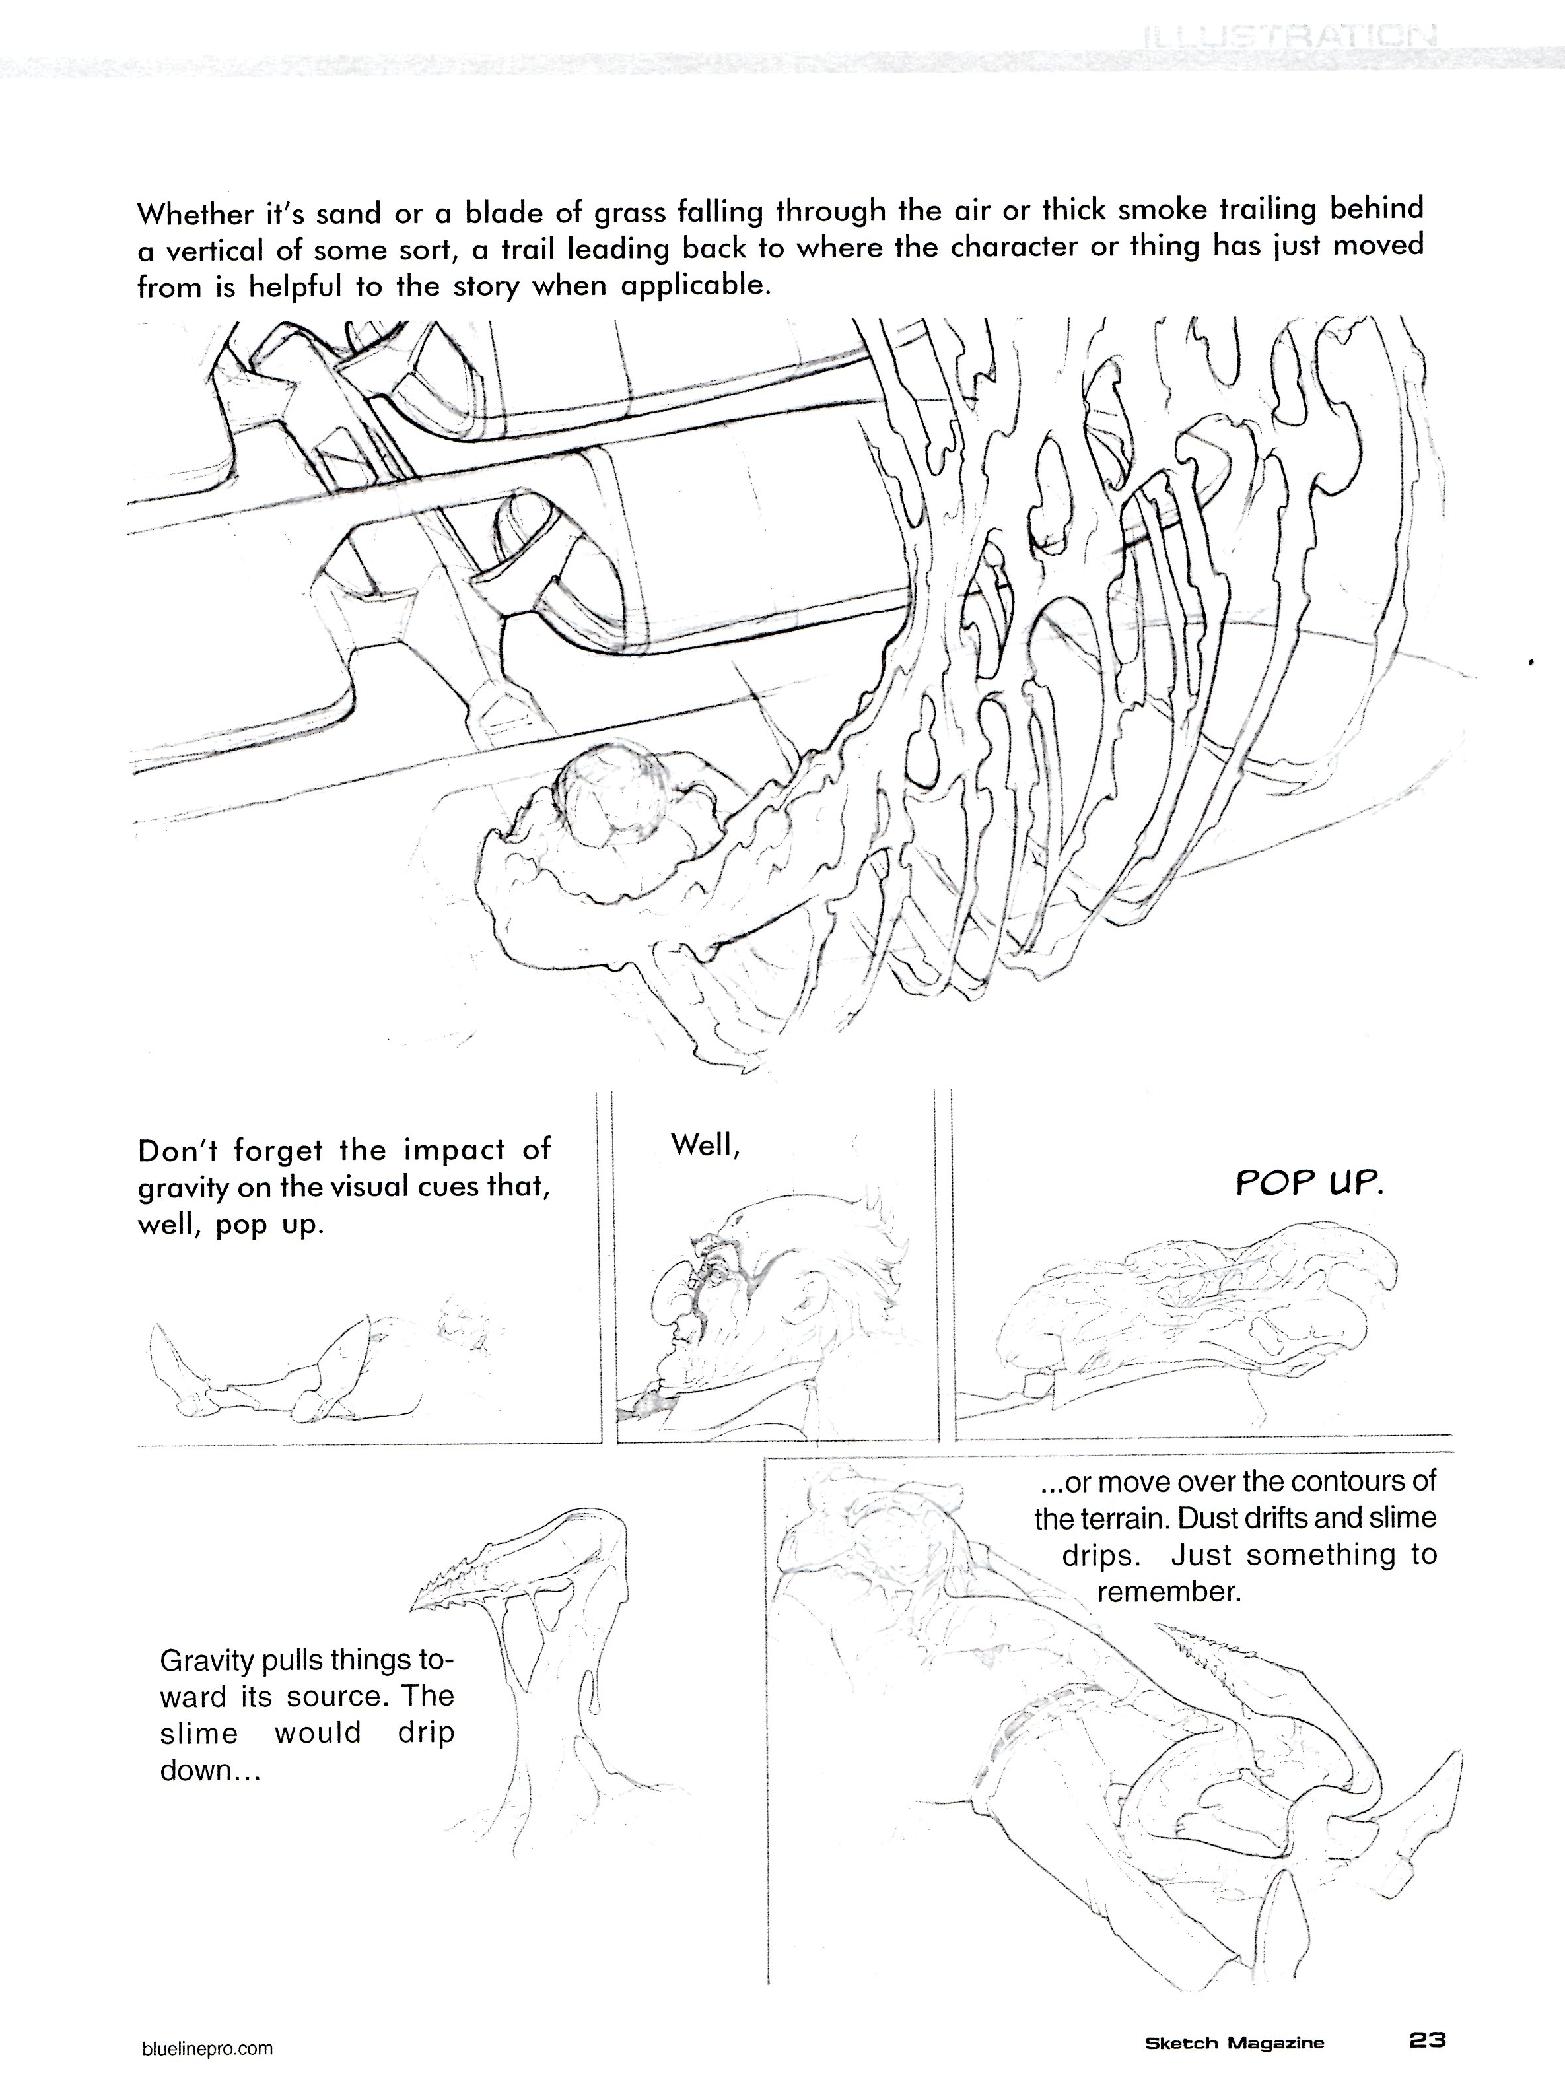 ILLUSTRATION
Whether it's sand or a blade of grass falling through the air or thick smoke trailing behind
a vertical of some sort, a trail leading back to where the character or thing has just moved
from is helpful to the story when applicable.
Don't forget the impact of
gravity on the visual cues that,
well, pop up.
Well,
POP UP.
...or move over the contours of
the terrain. Dust drifts and slime
drips. Just something to
remember.
Gravity pulls things to-
ward its source. The
slime would drip
down...
bluelinepro.com
Sketch Magazine 23